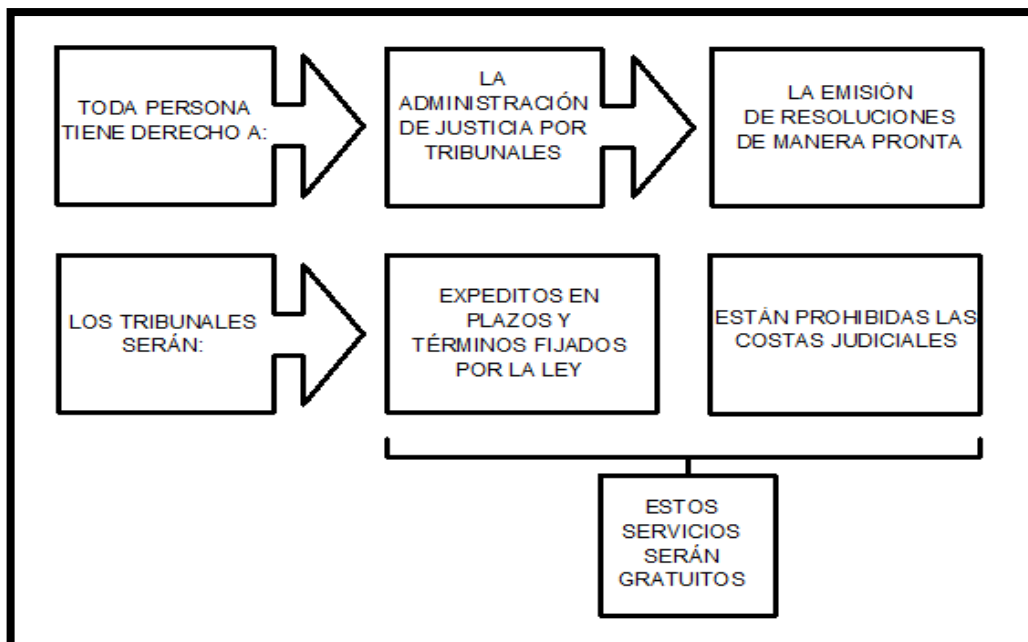 TODA PERSONA
TIENE DERECHO A:
LA
ADMINISTRACIÓN
DE JUSTICIA POR
TRIBUNALES
LA EMISIÓN
DE RESOLUCIONES
DE MANERA PRONTA
LOS TRIBUNALES
SERÁN:
EXPEDITOS EN
PLAZOS Y
TÉRMINOS FIJADOS
POR LA LEY
ESTÁN PROHIBIDAS LAS
COSTAS JUDICIALES
ESTOS
SERVICIOS
SERÁN
GRATUITOS